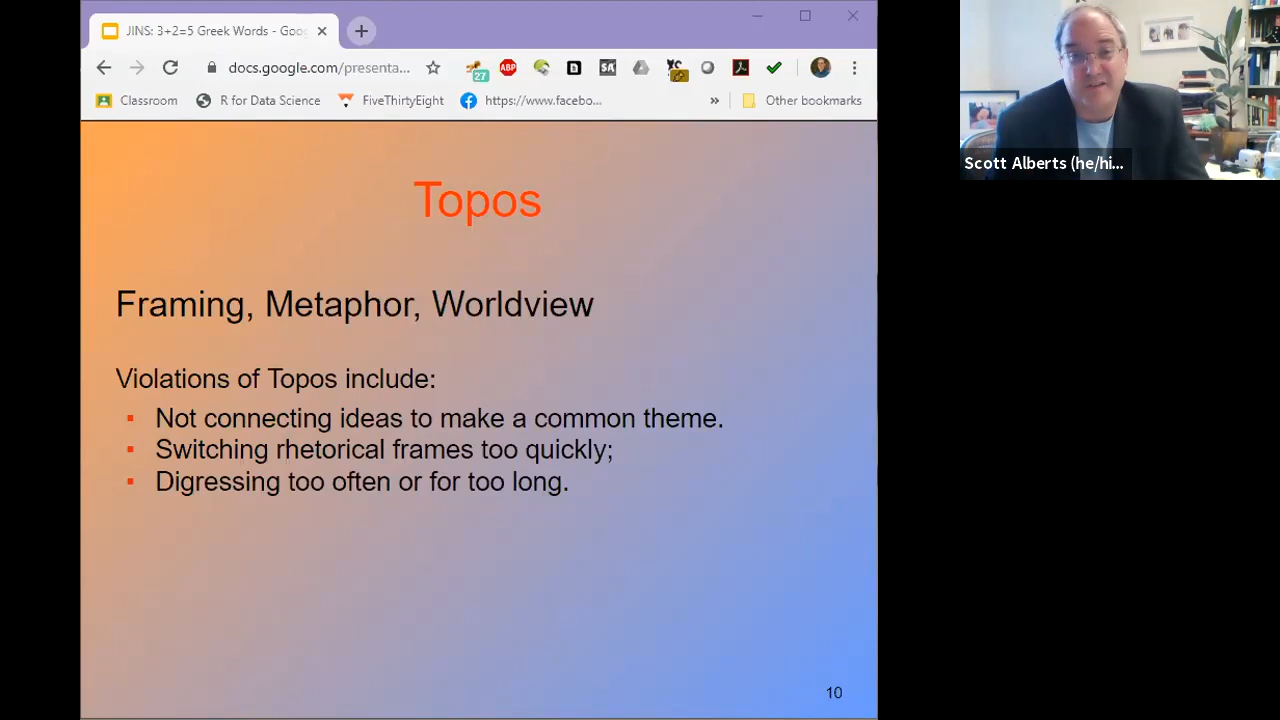 JINS: 3+2=5 Greek Words - Goo
docs.google.com/presenta...
27
ABP
Classroom
R for Data Science
FiveThirtyEight
https://www.facebo...
»
Other bookmarks
Topos
Framing, Metaphor, Worldview
Violations of Topos include:
▪ Not connecting ideas to make a common theme.
▪ Switching rhetorical frames too quickly;
▪ Digressing too often or for too long.
10
Scott Alberts (he/hi...